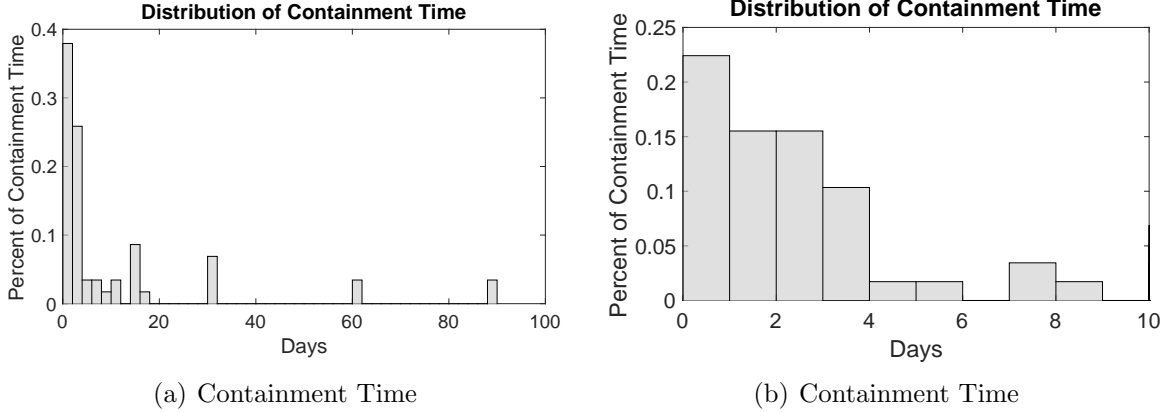 Distribution of Containment Time
Percent of Containment Time
0.4
0.3
0.2
0.1
0
0 20 40 60 80 100
Days
(a) Containment Time
Distribution of Containment Time
Percent of Containment Time
0.25
0.2
0.15
0.1
0.05
0
0 2 4 6 8 10
Days
(b) Containment Time